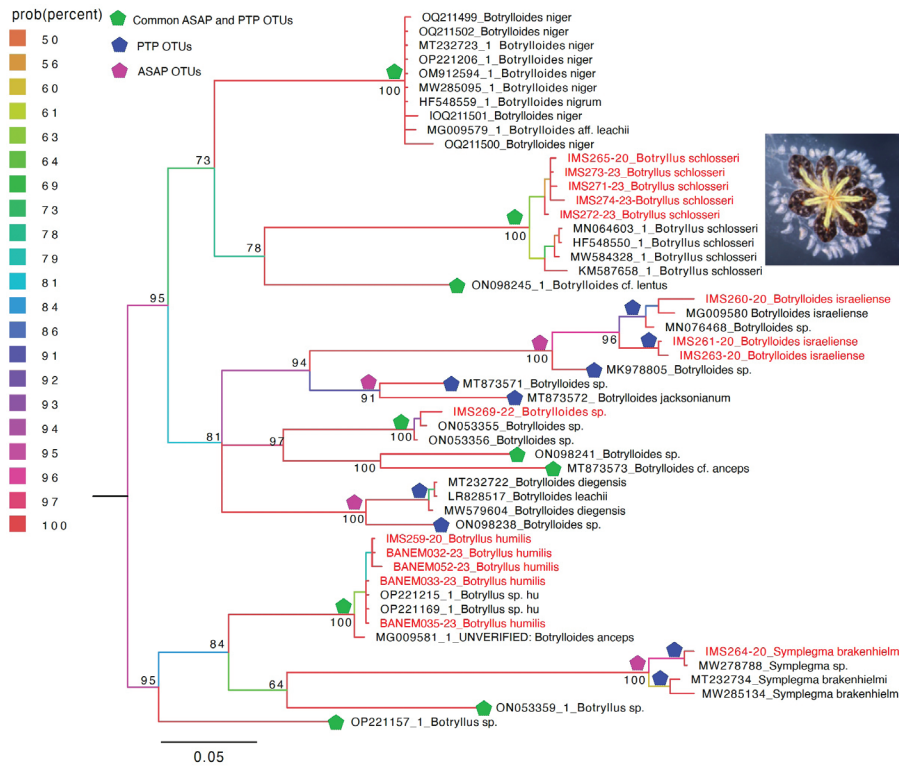 prob(percent)
50
56
60
61
63
64
69
73
78
79
81
84
86
91
92
93
94
95
96
97
100
Common ASAP and PTP OTUs
PTP OTUs
ASAP OTUs
OQ211499_Botrylloides niger
OQ211502_Botrylloides niger
MT232723_1 Botrylloides niger
OP221206_1 Botrylloides niger
OM912594_1_Botrylloides niger
MW285095_1_Botrylloides niger
HF548559_1_Botrylloides nigrum
IOQ211501_Botrylloides niger
MG009579_1_Botrylloides aff. leachii
OQ211500_Botrylloides niger
100
73
IMS265-20_Botryllus schlosseri
IMS273-23_Botryllus schlosseri
IMS271-23_Botryllus schlosseri
IMS274-23-Botryllus schlosseri
IMS272-23_Botryllus schlosseri
MN064603_1_Botryllus schlosseri
HF548550_1_Botryllus schlosseri
MW584328_1_Botryllus schlosseri
KM587658_1_Botryllus schlosseri
100
78
ON098245_1_Botryllus cf. lentus
95
IMS260-20_Botrylloides israeliense
MG009580 Botrylloides israeliense
MN076468_Botrylloides sp.
IMS261-20_Botrylloides israeliense
IMS263-20_Botrylloides israeliense
96
100
MK978805_Botrylloides sp.
94
MT873571_Botrylloides sp.
91
MT873572_Botrylloides jacksonianum
IMS269-22_Botrylloides sp.
ON053355_Botrylloides sp.
ON053356_Botrylloides sp.
100
81
97
ON098241_Botrylloides sp.
100
MT873573_Botrylloides cf. anceps
MT232722_Botrylloides diegensis
LR828517_Botrylloides leachii
MW579604_Botrylloides diegensis
100
ON098238_Botrylloides sp.
IMS259-20_Botryllus humilis
BANEM032-23_Botryllus humilis
BANEM052-23_Botryllus humilis
BANEM033-23_Botryllus humilis
OP221215_1_Botryllus sp. hu
OP221169_1_Botryllus sp. hu
BANEM035-23_Botryllus humilis
100
MG009581_1_UNVERIFIED: Botrylloides anceps
84
IMS264-20_Symplegma brakenhielm
MW278788_Symplegma sp.
MT232734_Symplegma brakenhielmi
MW285134_Symplegma brakenhielm
100
95
64
ON053359_1_Botryllus sp.
OP221157_1_Botryllus sp.
0.05